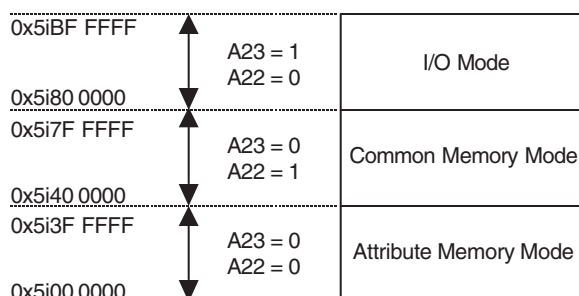 0x5iBF FFFF
A23 = 1
A22 = 0
I/O Mode
0x5i80 0000
0x5i7F FFFF
A23 = 0
A22 = 1
Common Memory Mode
0x5i40 0000
0x5i3F FFFF
A23 = 0
A22 = 0
Attribute Memory Mode
0x5i00 0000